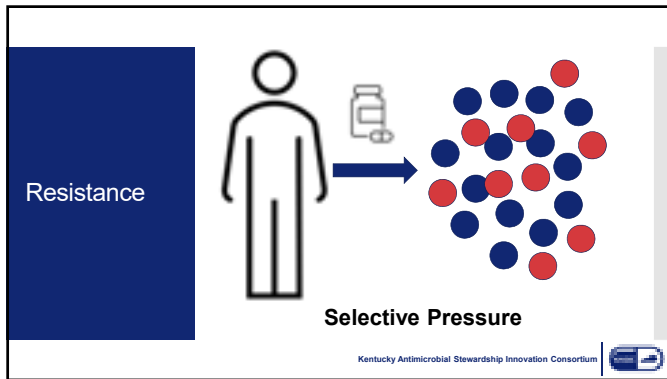 Resistance
Selective Pressure
Kentucky Antimicrobial Stewardship Innovation Consortium